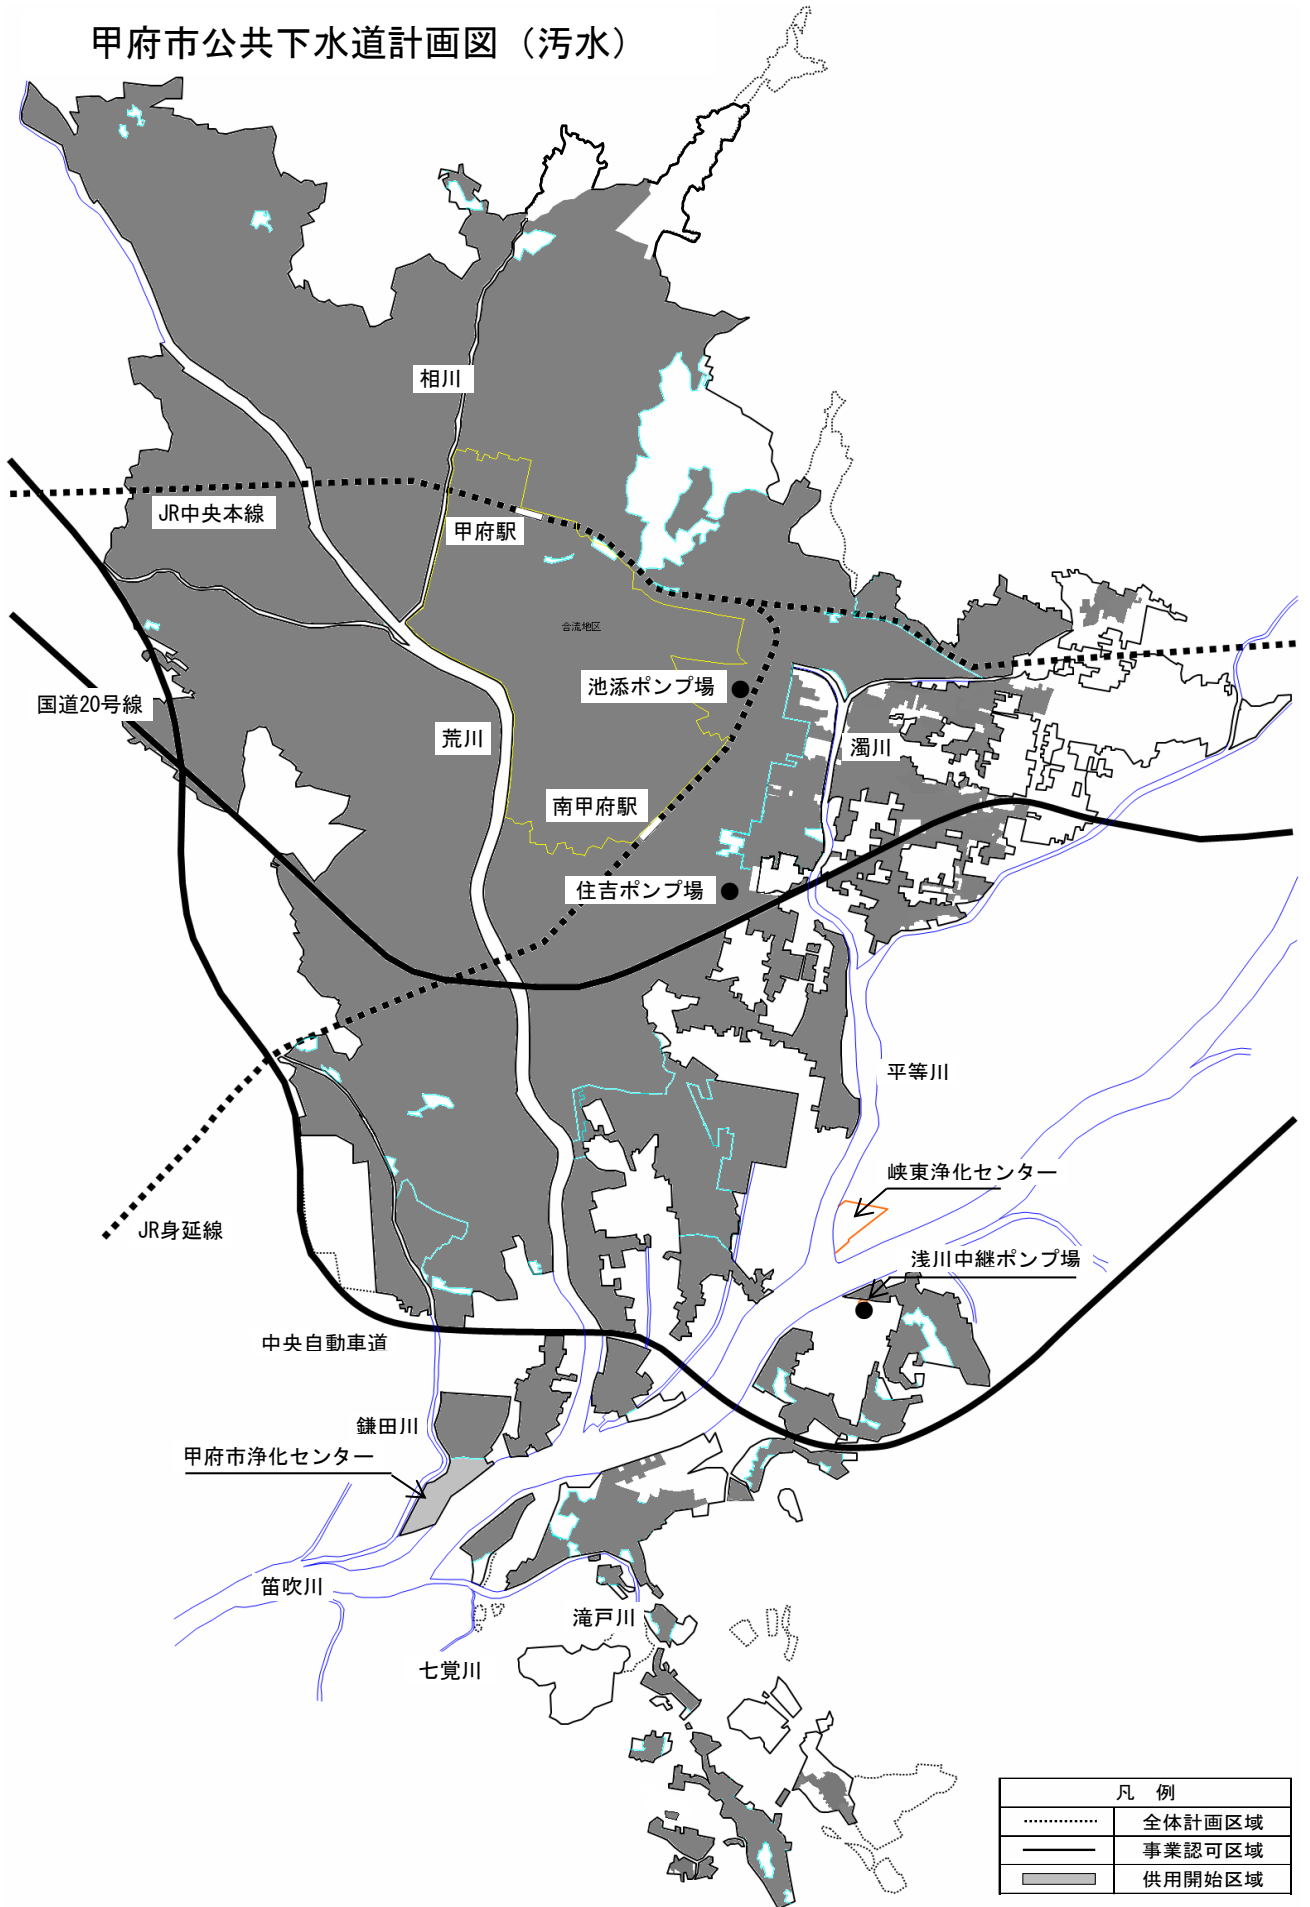 甲府市公共下水道計画図（汚水）
相川
JR中央本線
甲府駅
合流地区
池添ポンプ場
国道20号線
荒川
濁川
南甲府駅
住吉ポンプ場
平等川
峡東浄化センター
JR身延線
浅川中継ポンプ場
中央自動車道
鎌田川
甲府市浄化センター
笛吹川
滝戸川
七覚川
凡 例
全体計画区域
事業認可区域
供用開始区域